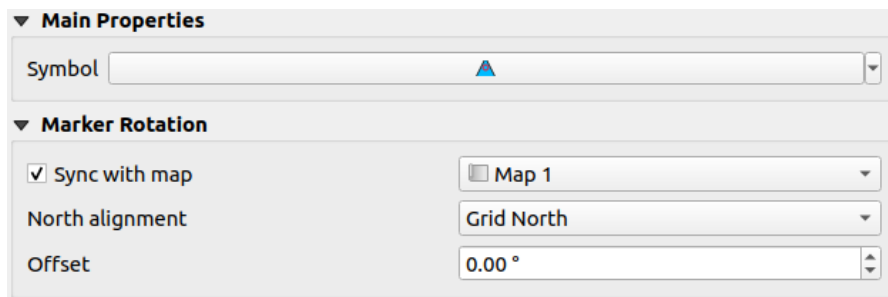 Main Properties
Symbol
Marker Rotation
Sync with map Map 1
North alignment Grid North
Offset 0.00 °